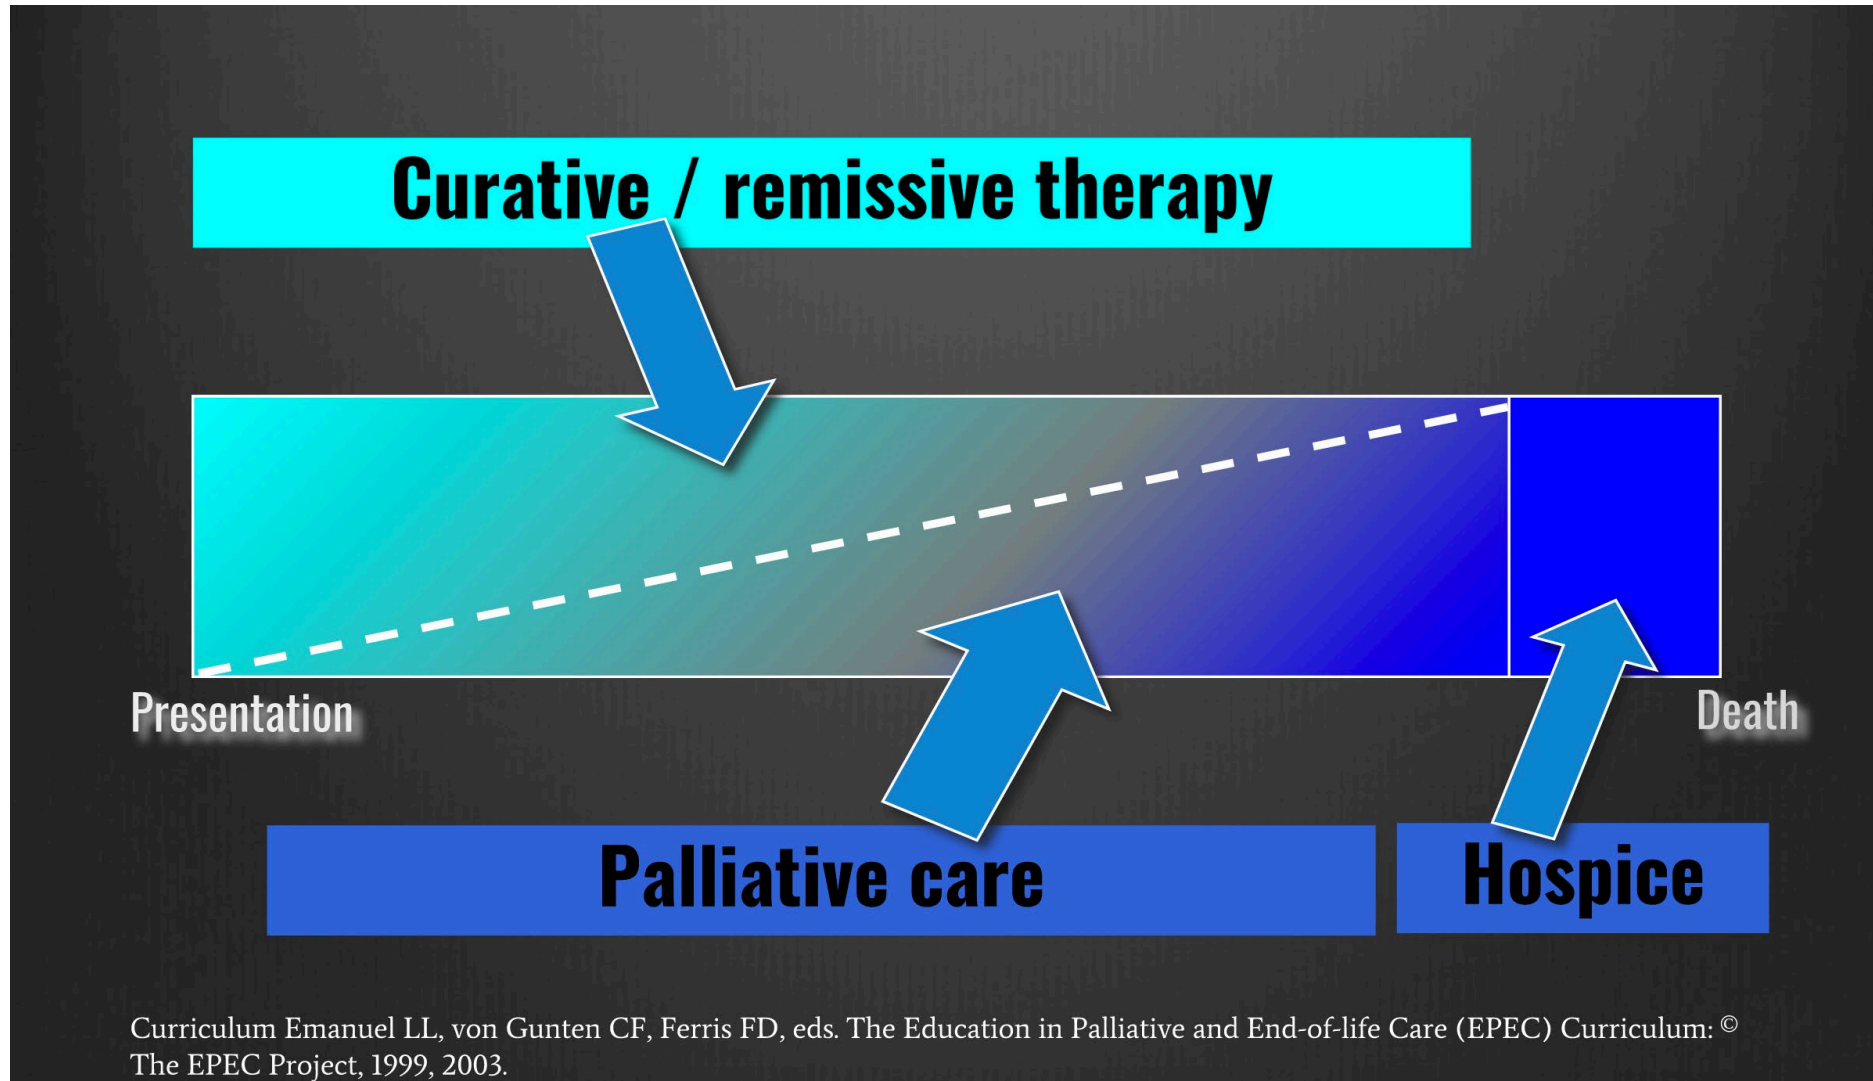 Curative / remissive therapy
Presentation
Death
Palliative care
Hospice
Curriculum Emanuel LL, von Gunten CF, Ferris FD, eds. The Education in Palliative and End-of-life Care (EPEC) Curriculum: ©
The EPEC Project, 1999, 2003.